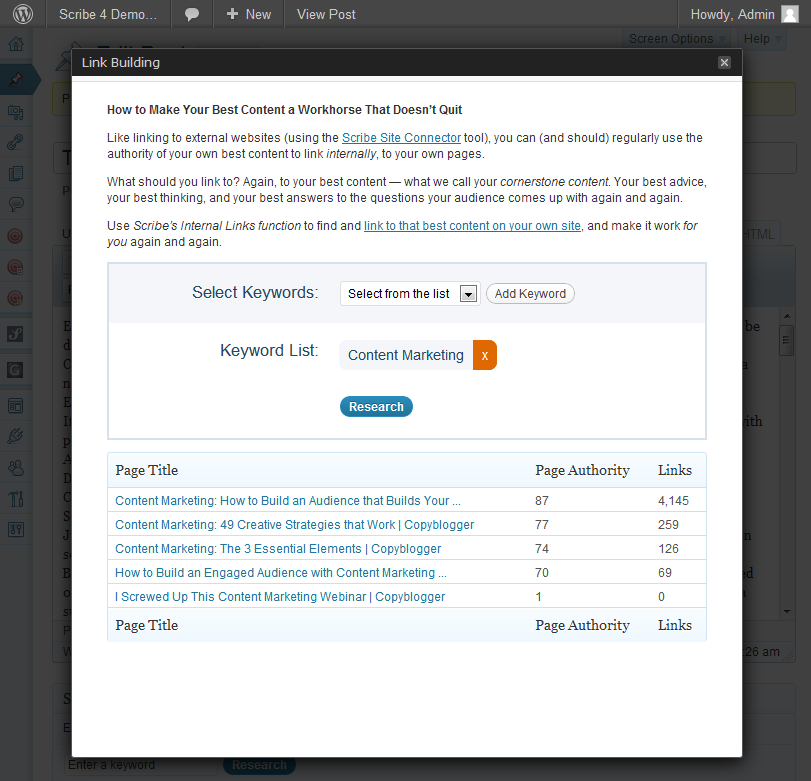 Scribe 4 Demo... + New View Post Howdy, Admin
Screen Options Help
Link Building
How to Make Your Best Content a Workhorse That Doesn't Quit
Like linking to external websites (using the Scribe Site Connector tool), you can (and should) regularly use the
authority of your own best content to link internally, to your own pages.
What should you link to? Again, to your best content — what we call your cornerstone content. Your best advice,
your best thinking, and your best answers to the questions your audience comes up with again and again.
Use Scribe's Internal Links function to find and link to that best content on your own site, and make it work for
you again and again.
HTML
Select Keywords: Select from the list Add Keyword
Keyword List: Content Marketing x
Research
Page Title Page Authority Links
Content Marketing: How to Build an Audience that Builds Your ... 87 4,145
Content Marketing: 49 Creative Strategies that Work | Copyblogger 77 259
Content Marketing: The 3 Essential Elements | Copyblogger 74 126
How to Build an Engaged Audience with Content Marketing ... 70 69
I Screwed Up This Content Marketing Webinar | Copyblogger 1 0
Page Title Page Authority Links
:26 am
Enter a keyword Research